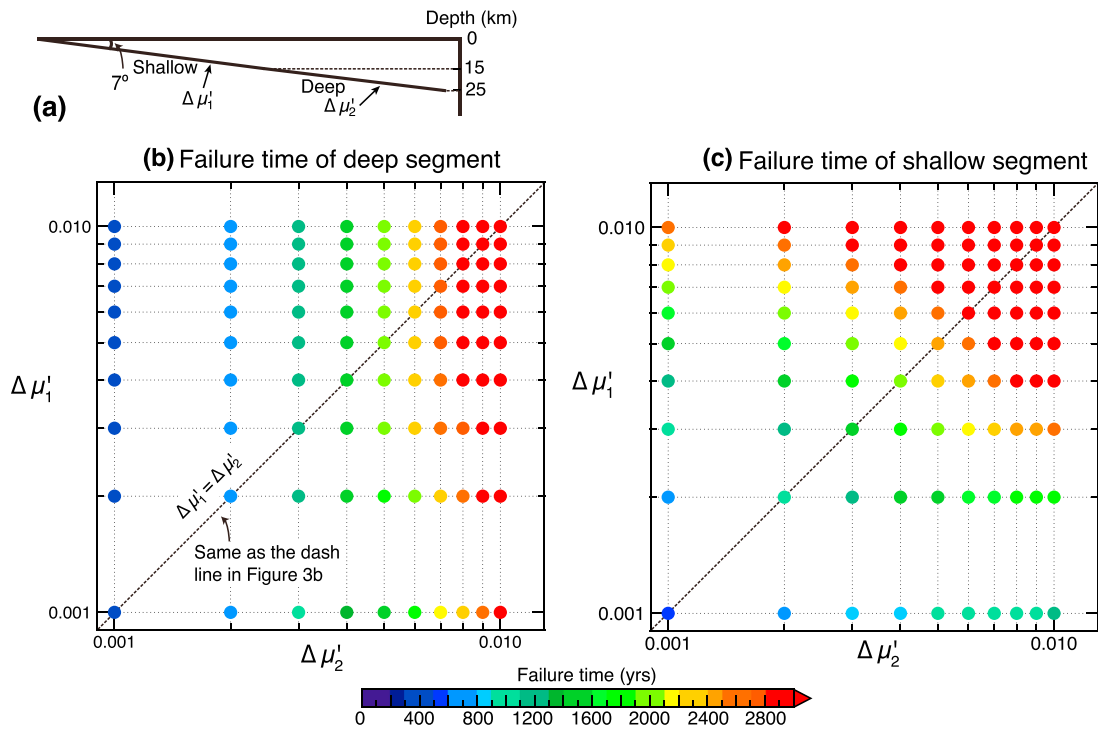 Depth (km)
0
15
25
7°
Shallow
Deep
Δ μ'₁
Δ μ'₂
(a)
(b) Failure time of deep segment
0.010
Δ μ'₁
0.001
Δ μ'₁ = Δ μ'₂
Same as the dash
line in Figure 3b
0.001
0.010
Δ μ'₂
(c) Failure time of shallow segment
0.010
Δ μ'₁
0.001
0.001
0.010
Δ μ'₂
Failure time (yrs)
0 400 800 1200 1600 2000 2400 2800